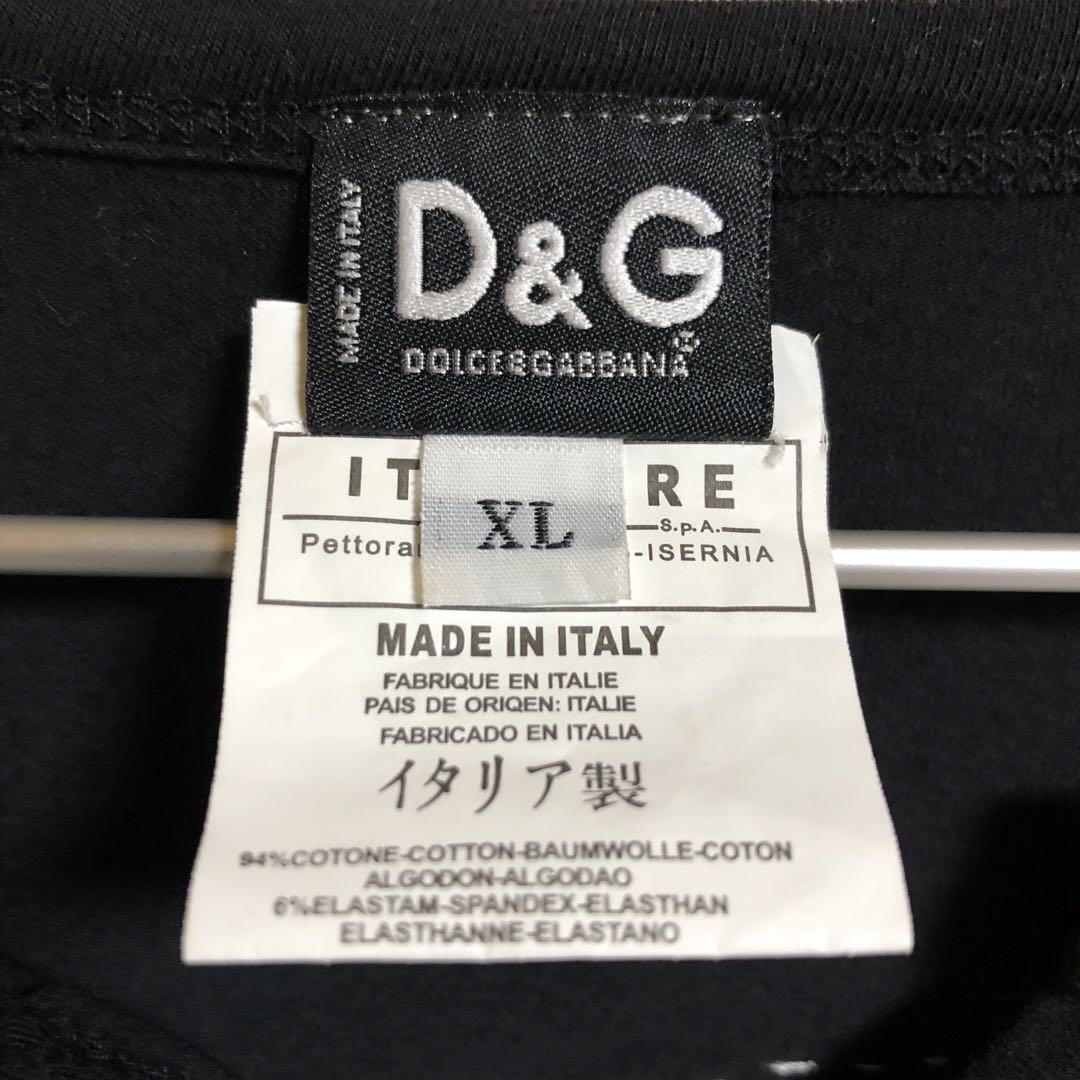 MADE in ITALY
D&G
DOLCE&GABBANA
XL
IT RE
S.p.A.
-ISERNIA
MADE IN ITALY
FABRIQUE EN ITALIE
PAIS DE ORIQEN: ITALIE
FABRICADO EN ITALIA
イタリア製
94%COTONE-COTTON-BAUMWOLLE-COTON
ALGODON-ALGODAO
6%ELASTAM-SPANDEX-ELASTHAN
ELASTHANNE-ELASTANO